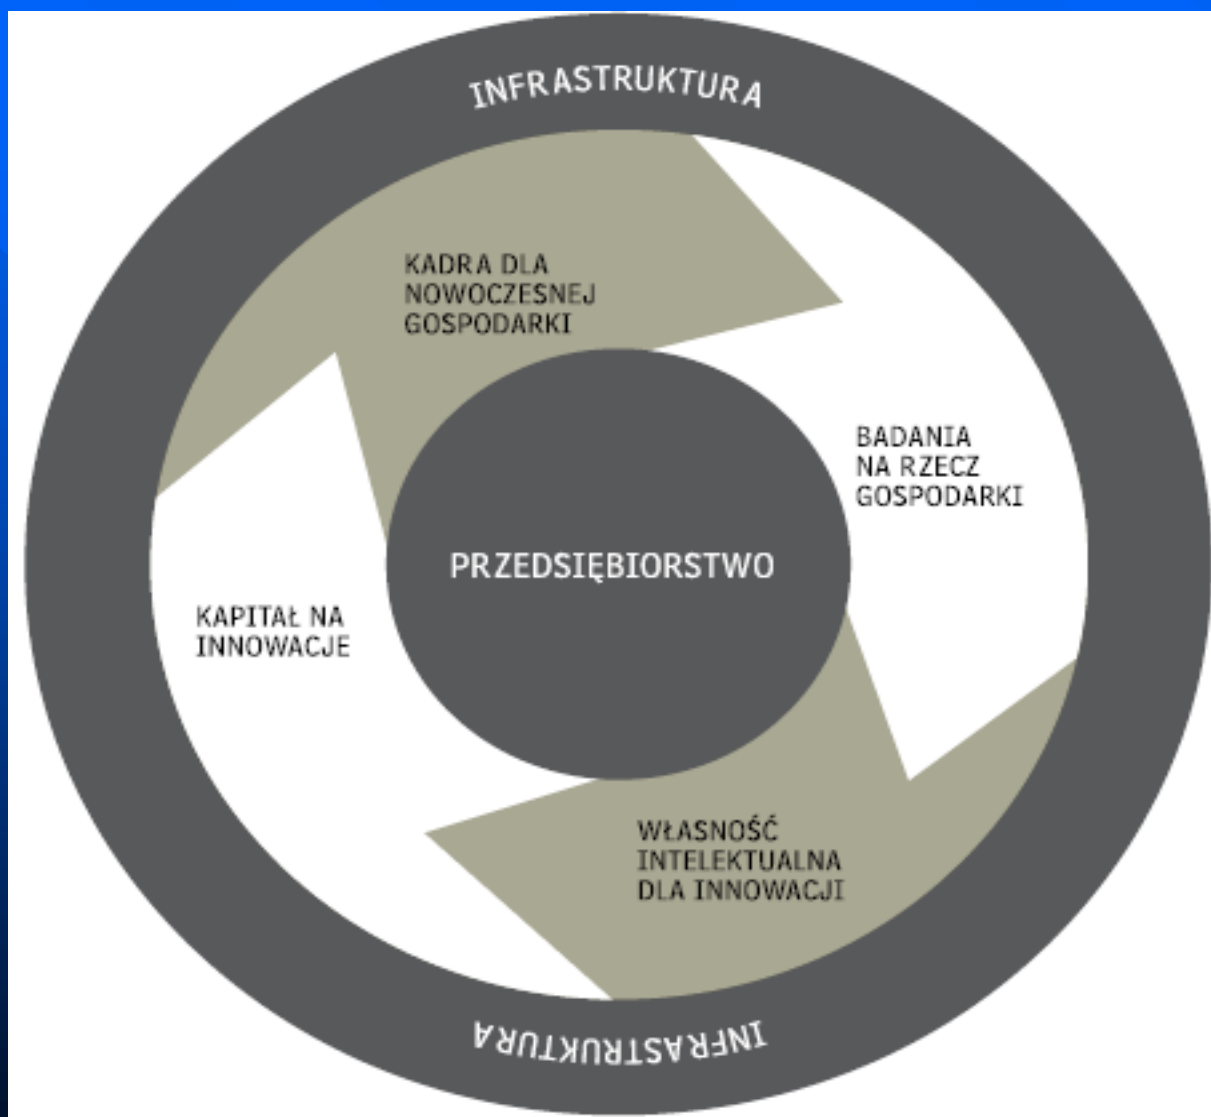 INFRASTRUKTURA
KADRA DLA
NOWOCZESNEJ
GOSPODARKI
BADANIA
NA RZECZ
GOSPODARKI
PRZEDSIĘBIORSTWO
KAPITAŁ NA
INNOWACJE
WŁASNOŚĆ
INTELEKTUALNA
DLA INNOWACJI
INFRASTRUKTURA